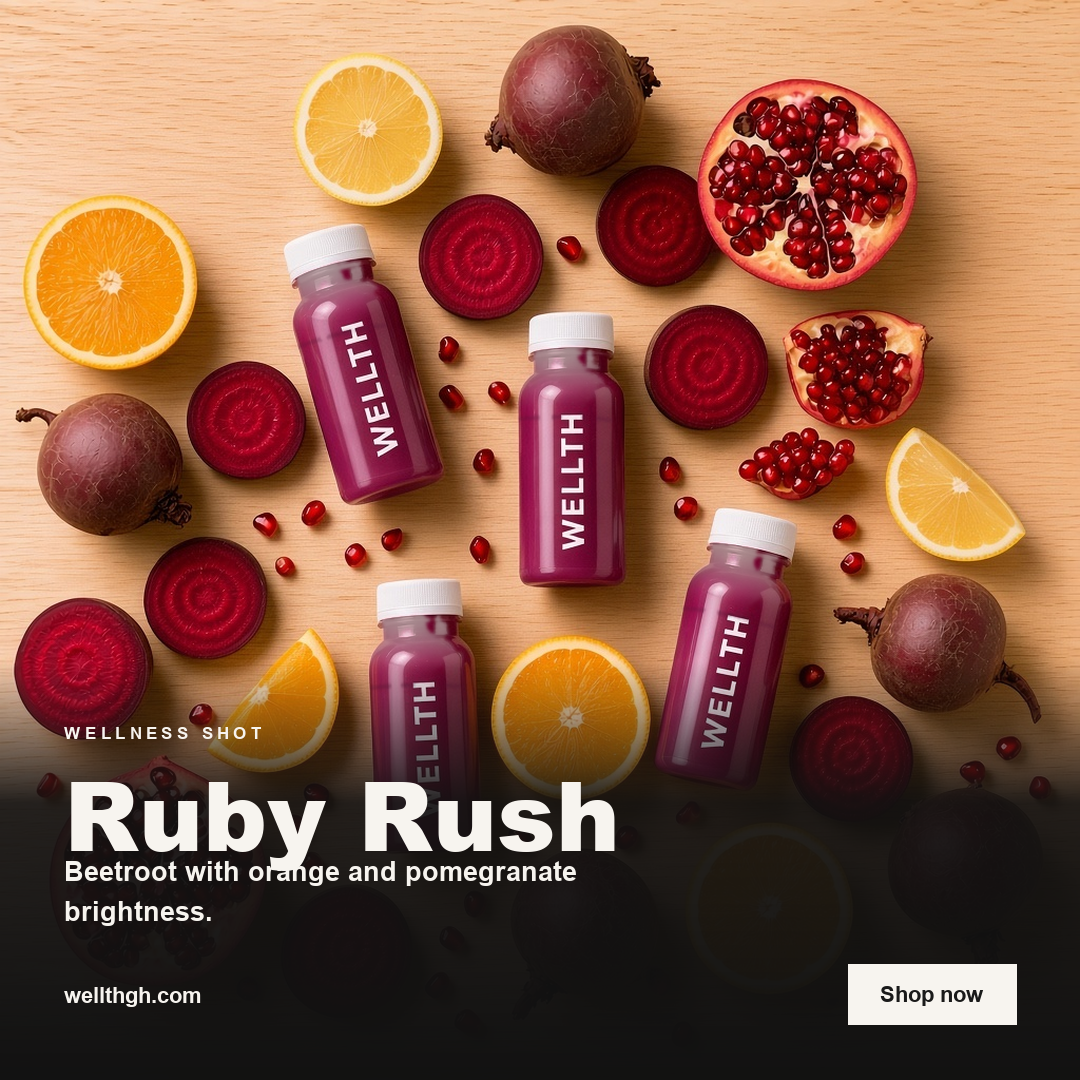 WELLTH
WELLTH
WELLTH
WELLTH
WELLNESS SHOT
Ruby Rush
Beetroot with orange and pomegranate
brightness.
wellthgh.com
Shop now